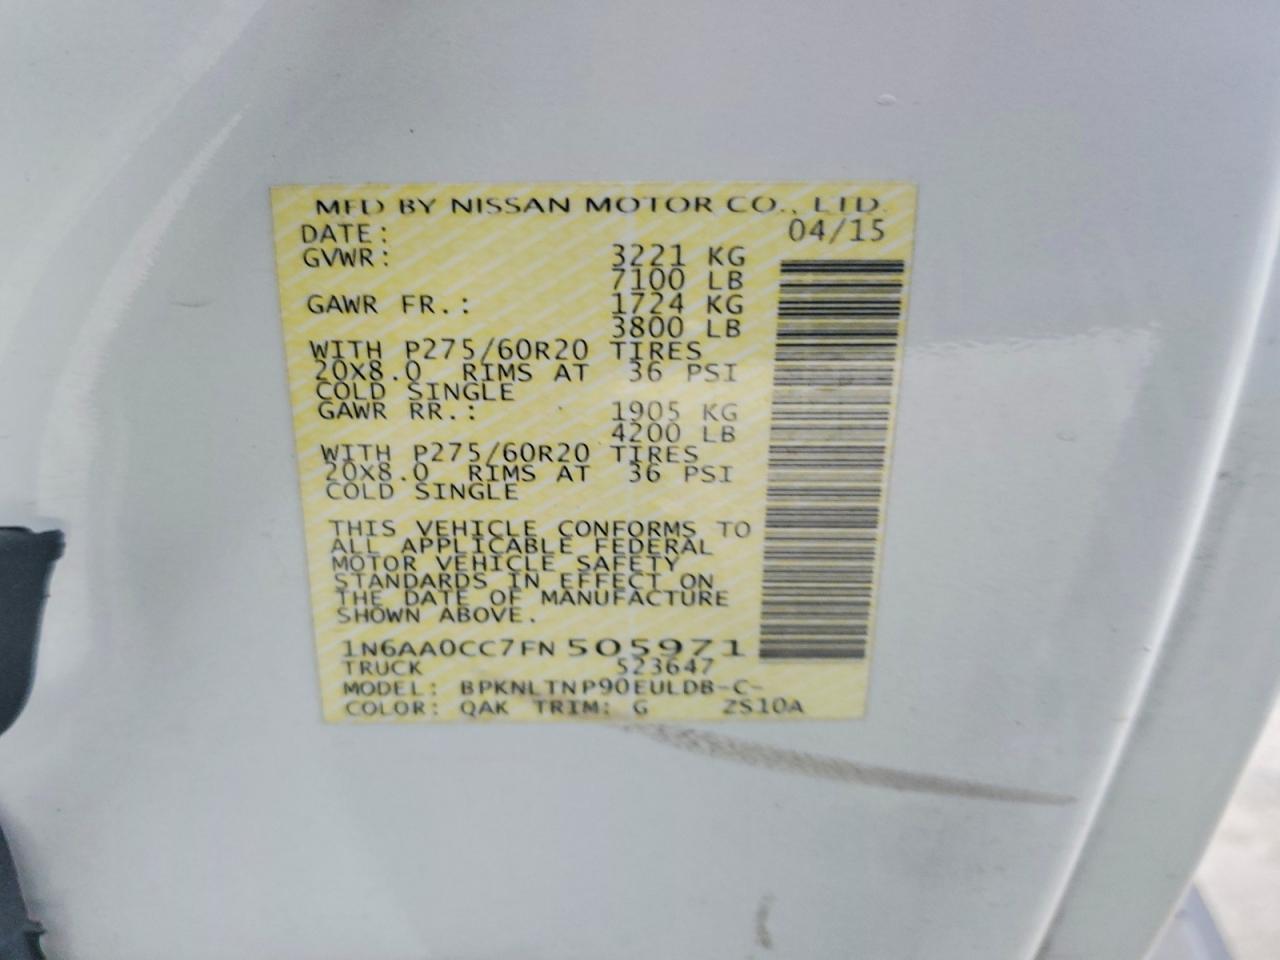 MFD BY NISSAN MOTOR CO., LTD.
DATE: 04/15
GVWR: 3221 KG
7100 LB
GAWR FR.: 1724 KG
3800 LB
WITH P275/60R20 TIRES
20X8.0 RIMS AT 36 PSI
COLD SINGLE
GAWR RR.: 1905 KG
4200 LB
WITH P275/60R20 TIRES
20X8.0 RIMS AT 36 PSI
COLD SINGLE
THIS VEHICLE CONFORMS TO
ALL APPLICABLE FEDERAL
MOTOR VEHICLE SAFETY
STANDARDS IN EFFECT ON
THE DATE OF MANUFACTURE
SHOWN ABOVE.
1N6AA0CC7FN505971
TRUCK 523647
MODEL: BPKNLTNP90EULDB-C-
COLOR: QAK TRIM: G ZS10A